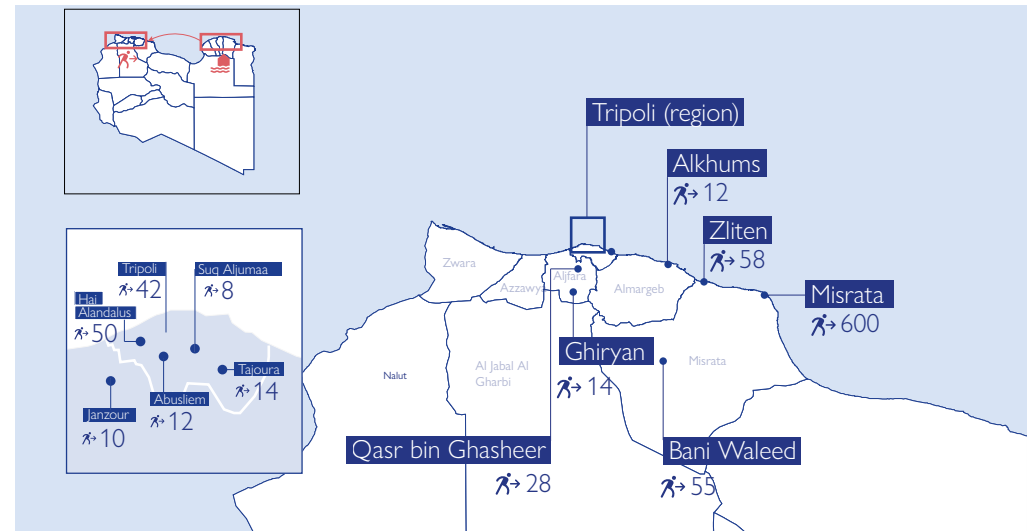 Tripoli (region)
Alkhums
12
Zliten
58
Misrata
600
Zwara
Azzawya
Aljfara
Almargeb
Ghiryan
14
Misrata
Al Jabal Al
Gharbi
Nalut
Qasr bin Ghasheer
28
Bani Waleed
55
Tripoli
42
Suq Aljumaa
8
Hai
Alandalus
50
Tajoura
14
Abusliem
12
Janzour
10